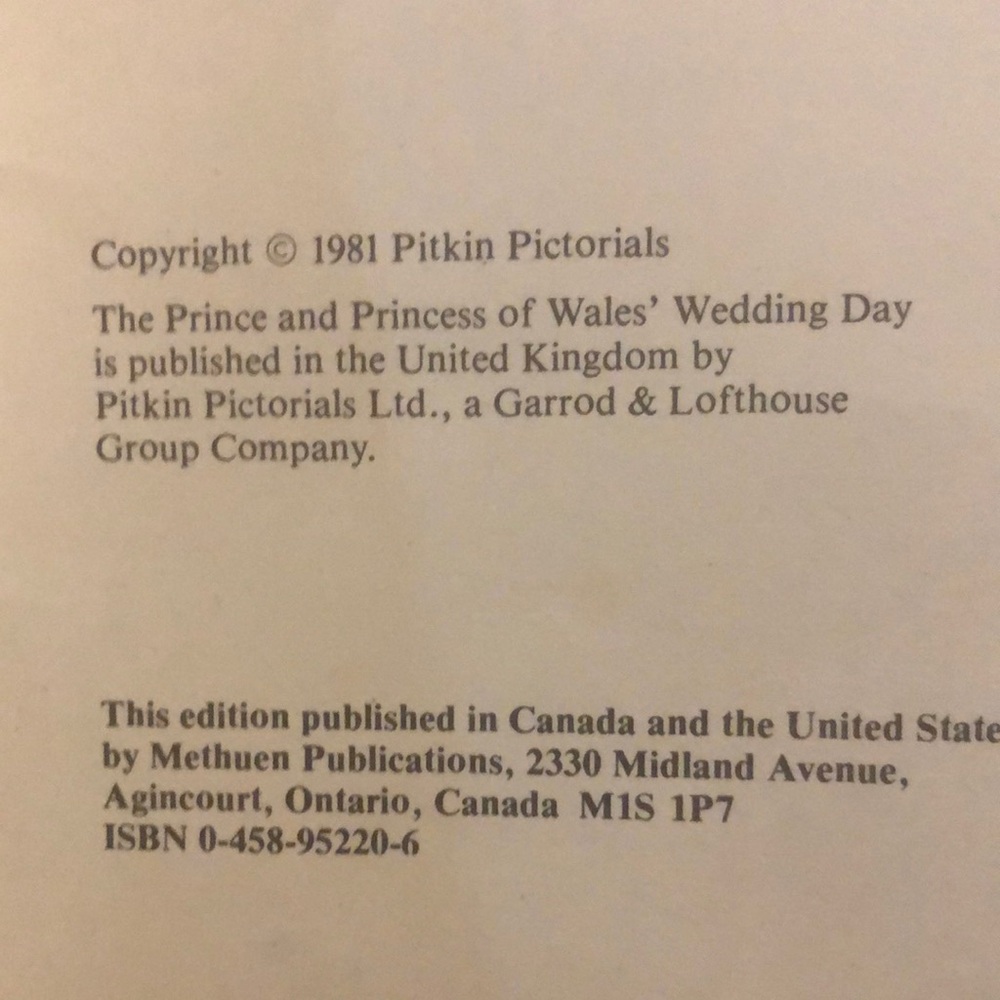 Copyright © 1981 Pitkin Pictorials
The Prince and Princess of Wales’ Wedding Day
is published in the United Kingdom by
Pitkin Pictorials Ltd., a Garrod & Lofthouse
Group Company.
This edition published in Canada and the United State
by Methuen Publications, 2330 Midland Avenue,
Agincourt, Ontario, Canada M1S 1P7
ISBN 0-458-95220-6